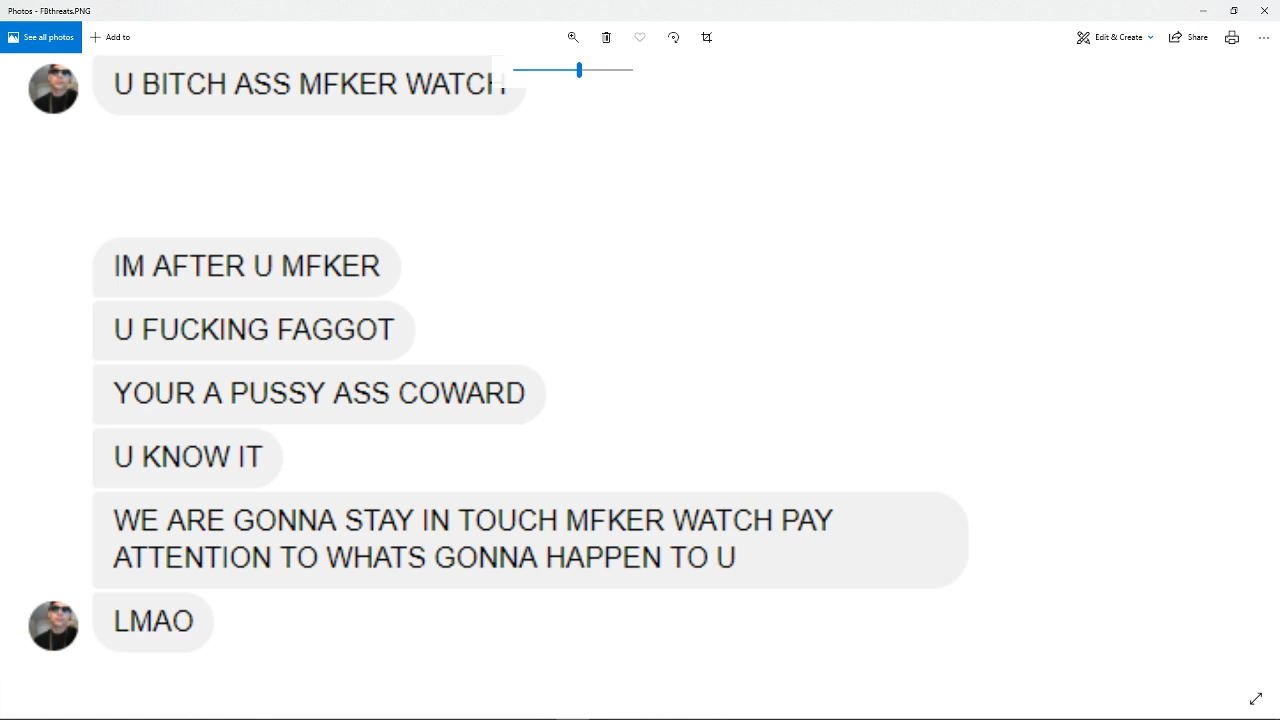 Photos - FBthreats.PNG
See all photos
Add to
Edit & Create
Share
U BITCH ASS MFKER WATCH
IM AFTER U MFKER
U FUCKING FAGGOT
YOUR A PUSSY ASS COWARD
U KNOW IT
WE ARE GONNA STAY IN TOUCH MFKER WATCH PAY
ATTENTION TO WHATS GONNA HAPPEN TO U
LMAO